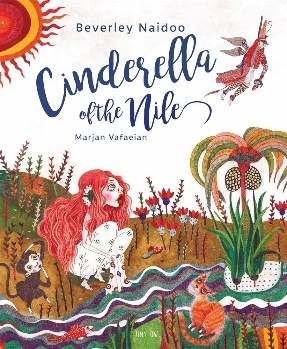 Beverley Naidoo
Cinderella
of the Nile
Marjan Vafaeian